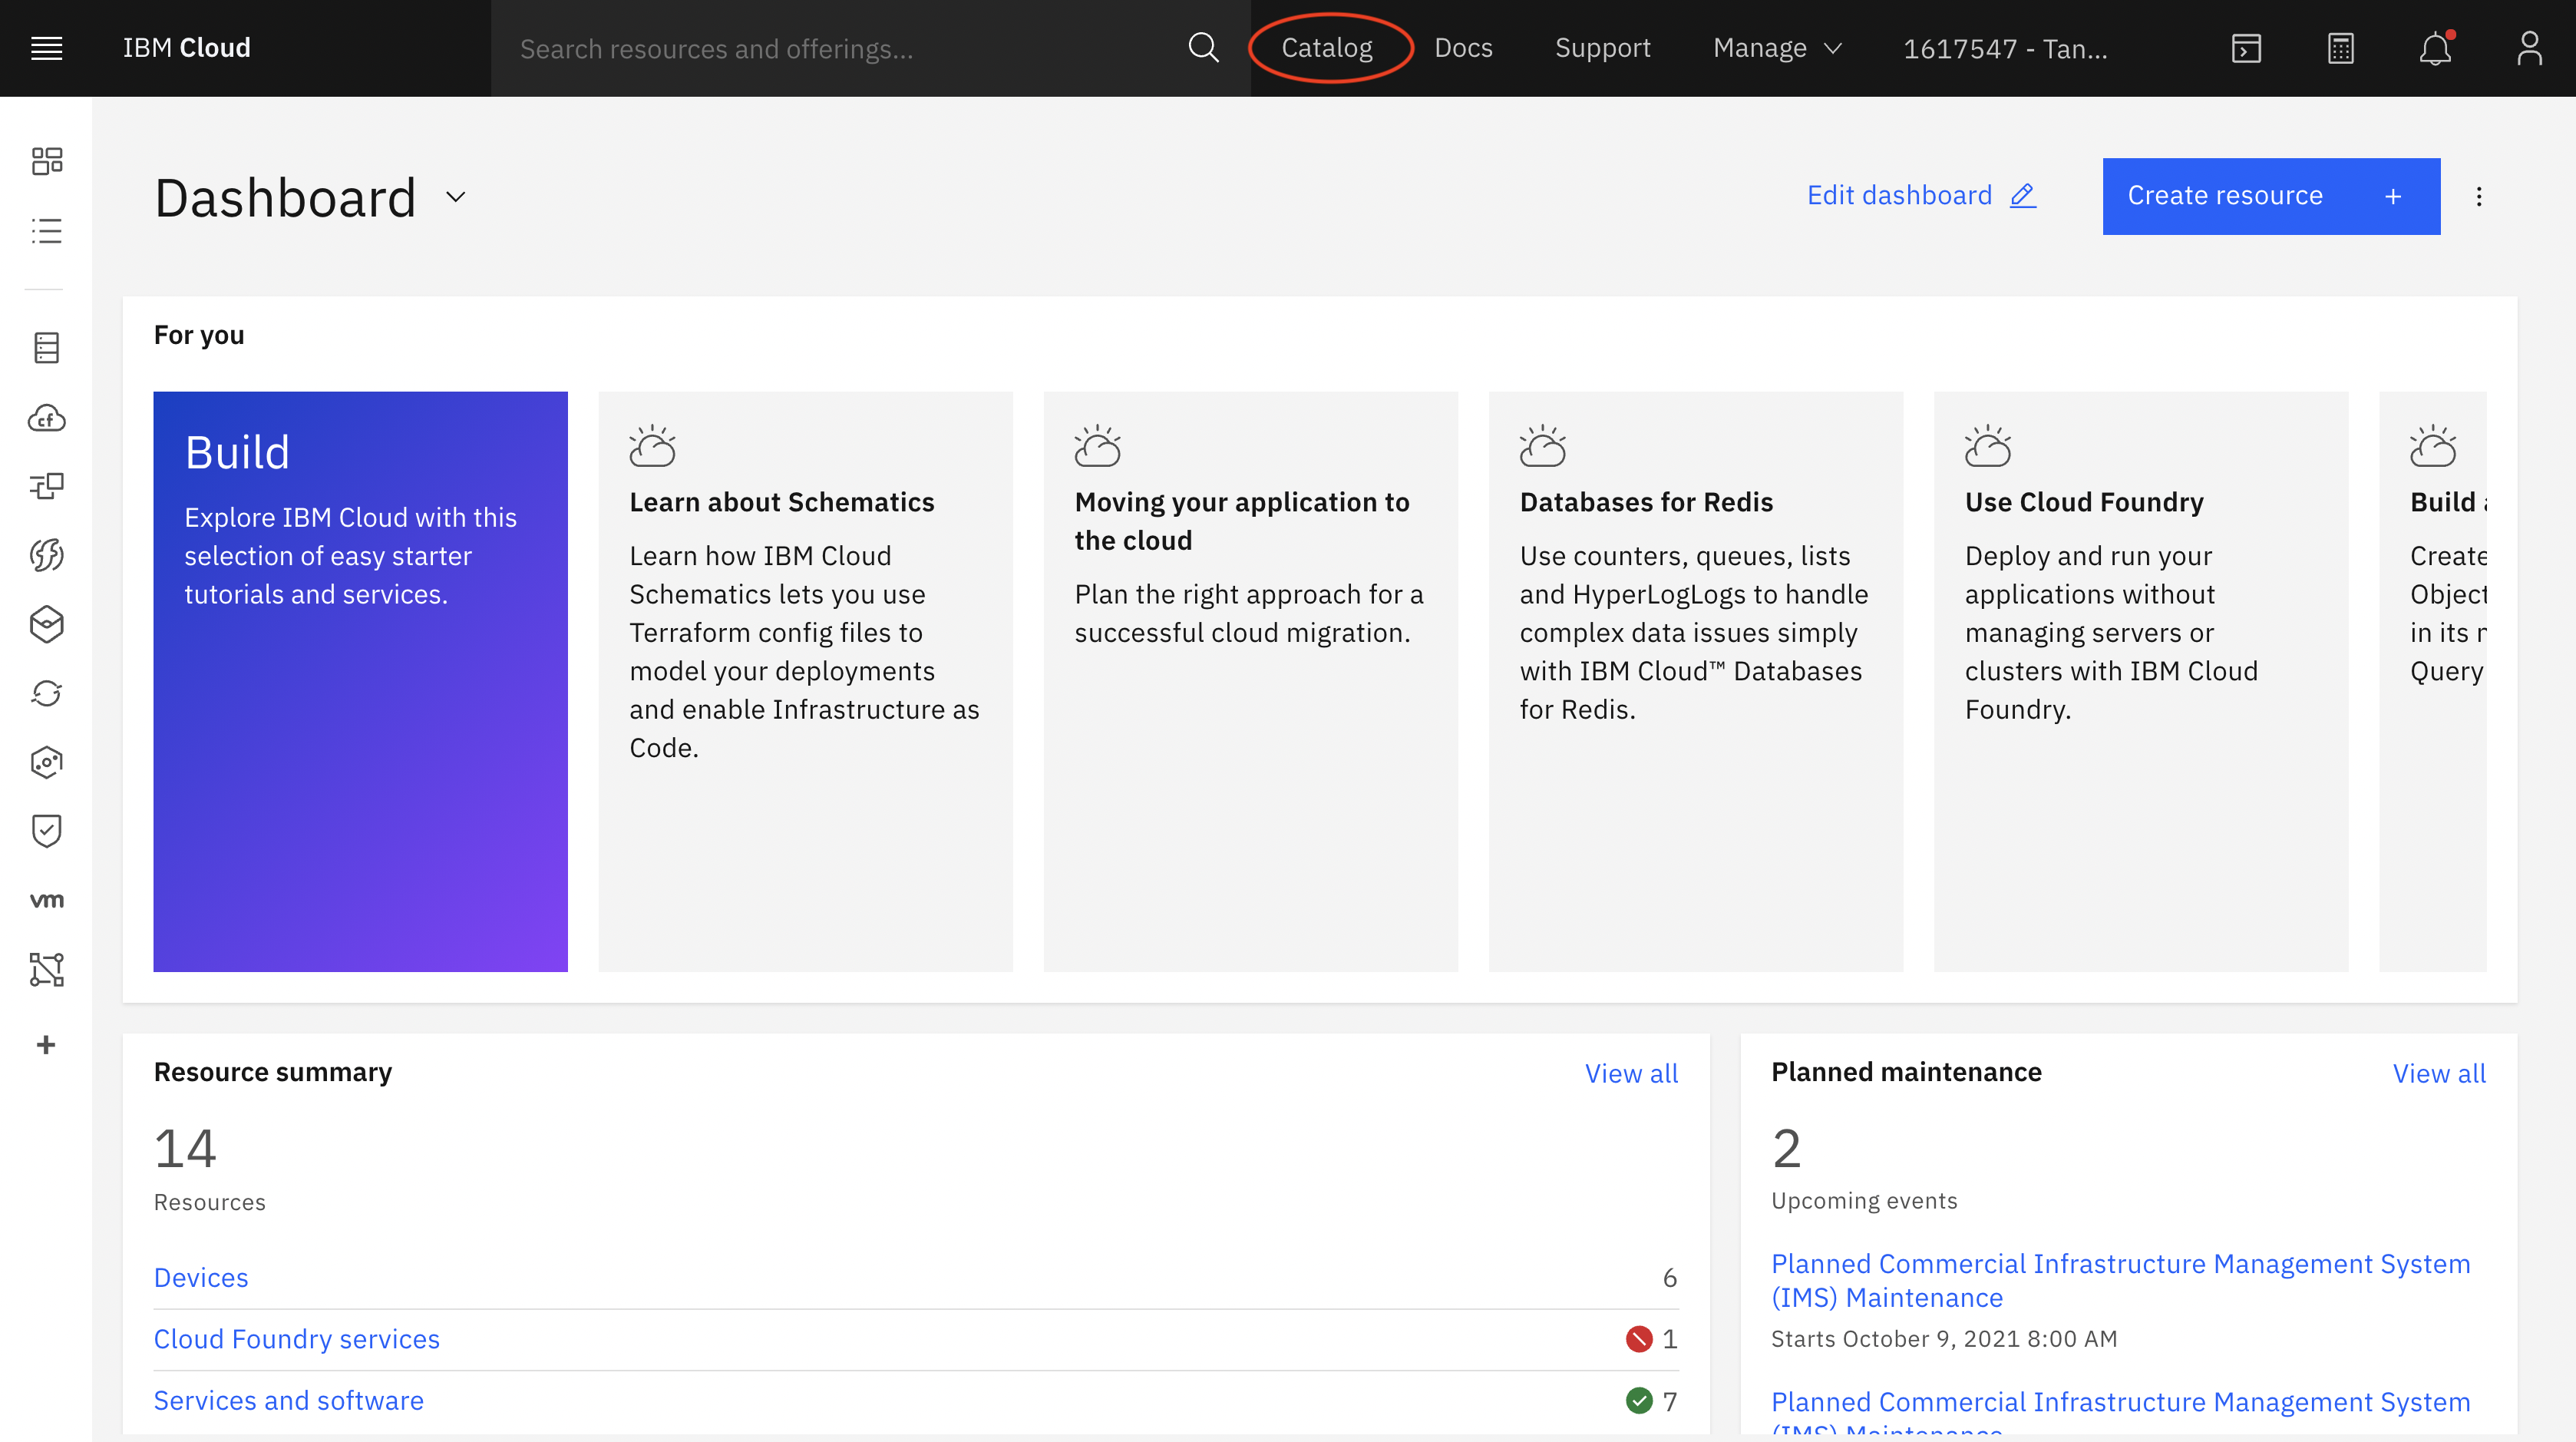 IBM Cloud
Search resources and offerings...
Catalog
Docs
Support
Manage
1617547 - Tan...
Dashboard
Edit dashboard
Create resource +
For you
Build
Explore IBM Cloud with this
selection of easy starter
tutorials and services.
Learn about Schematics
Learn how IBM Cloud
Schematics lets you use
Terraform config files to
model your deployments
and enable Infrastructure as
Code.
Moving your application to
the cloud
Plan the right approach for a
successful cloud migration.
Databases for Redis
Use counters, queues, lists
and HyperLogLogs to handle
complex data issues simply
with IBM Cloud™ Databases
for Redis.
Use Cloud Foundry
Deploy and run your
applications without
managing servers or
clusters with IBM Cloud
Foundry.
Build
Create
Object
in its
Query
cf
vm
Resource summary
View all
14
Resources
Devices
6
Cloud Foundry services
1
Services and software
7
Planned maintenance
View all
2
Upcoming events
Planned Commercial Infrastructure Management System
(IMS) Maintenance
Starts October 9, 2021 8:00 AM
Planned Commercial Infrastructure Management System
(IMS) Maintenance